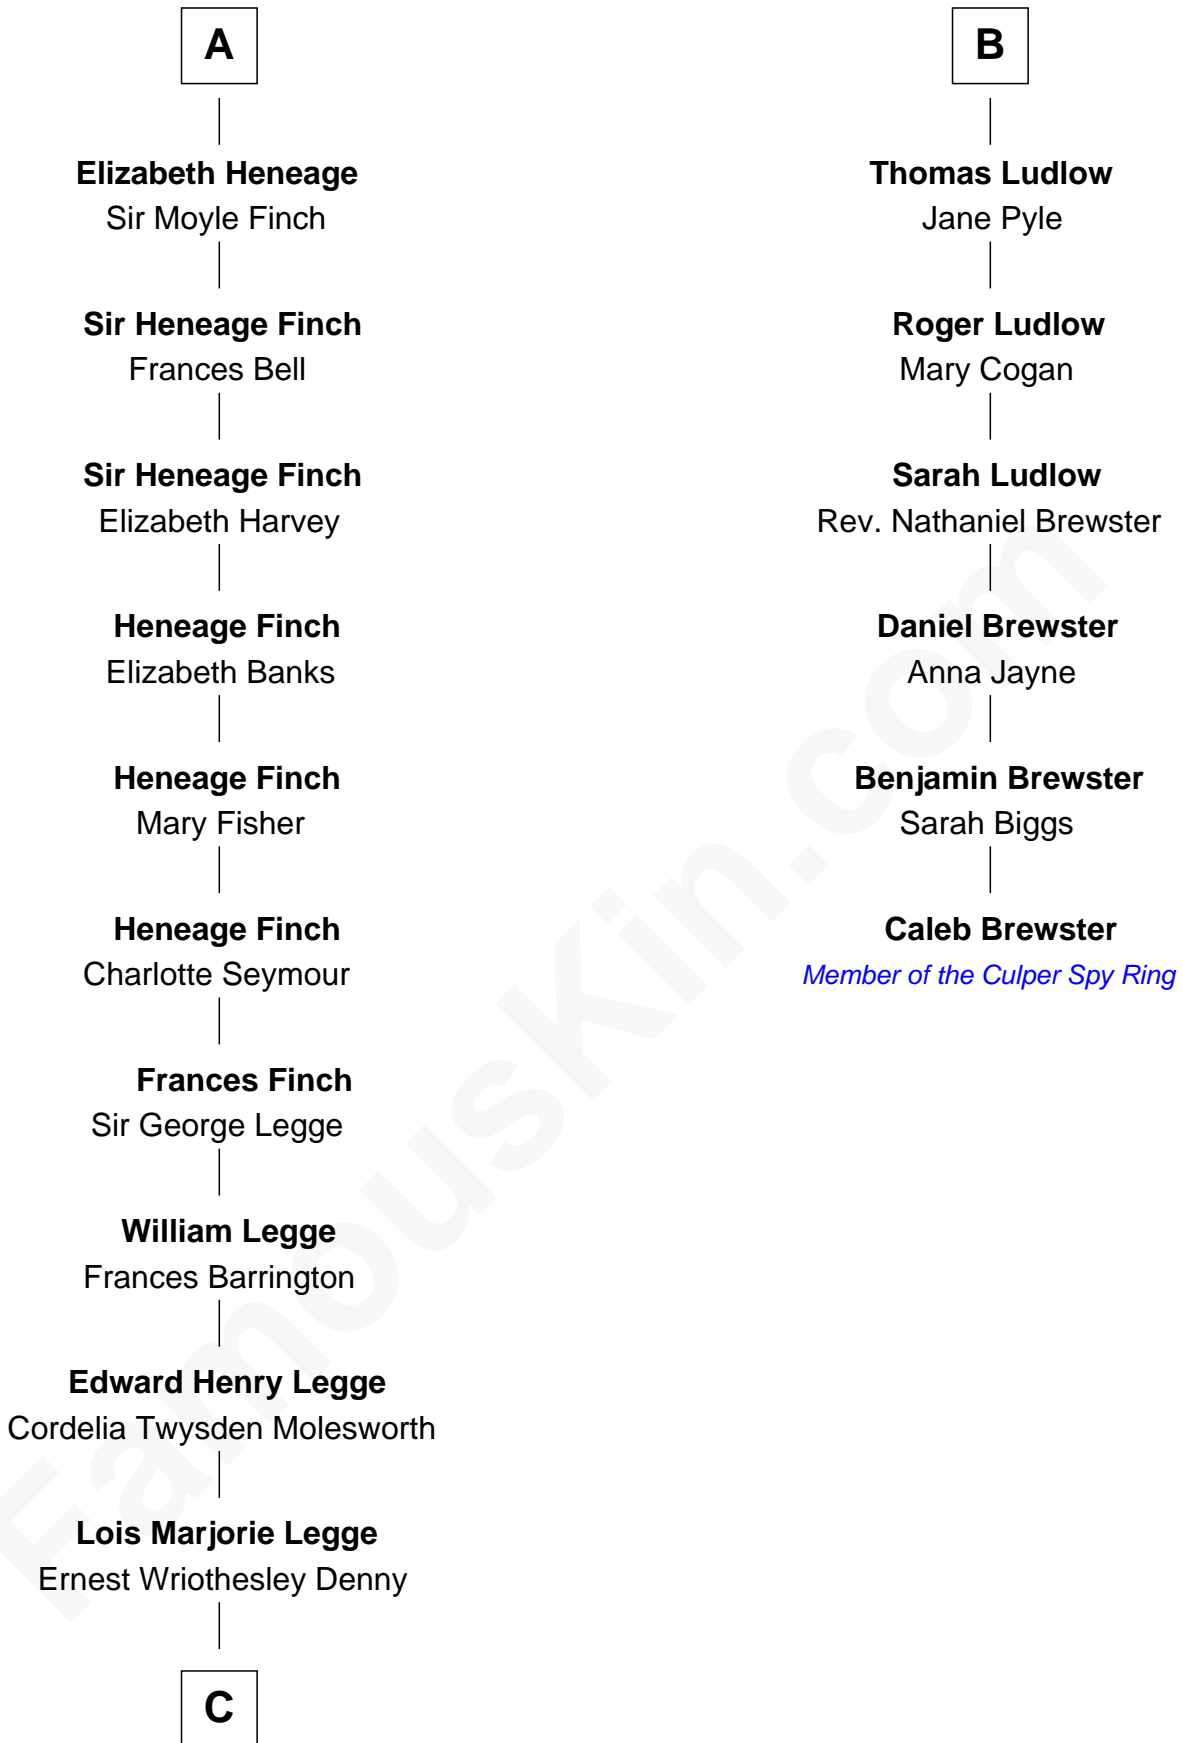 A
Elizabeth Heneage
Sir Moyle Finch
Sir Heneage Finch
Frances Bell
Sir Heneage Finch
Elizabeth Harvey
Heneage Finch
Elizabeth Banks
Heneage Finch
Mary Fisher
Heneage Finch
Charlotte Seymour
Frances Finch
Sir George Legge
William Legge
Frances Barrington
Edward Henry Legge
Cordelia Twysden Molesworth
Lois Marjorie Legge
Ernest Wriothesley Denny
C
B
Thomas Ludlow
Jane Pyle
Roger Ludlow
Mary Cogan
Sarah Ludlow
Rev. Nathaniel Brewster
Daniel Brewster
Anna Jayne
Benjamin Brewster
Sarah Biggs
Caleb Brewster
Member of the Culper Spy Ring
FamousKin.com